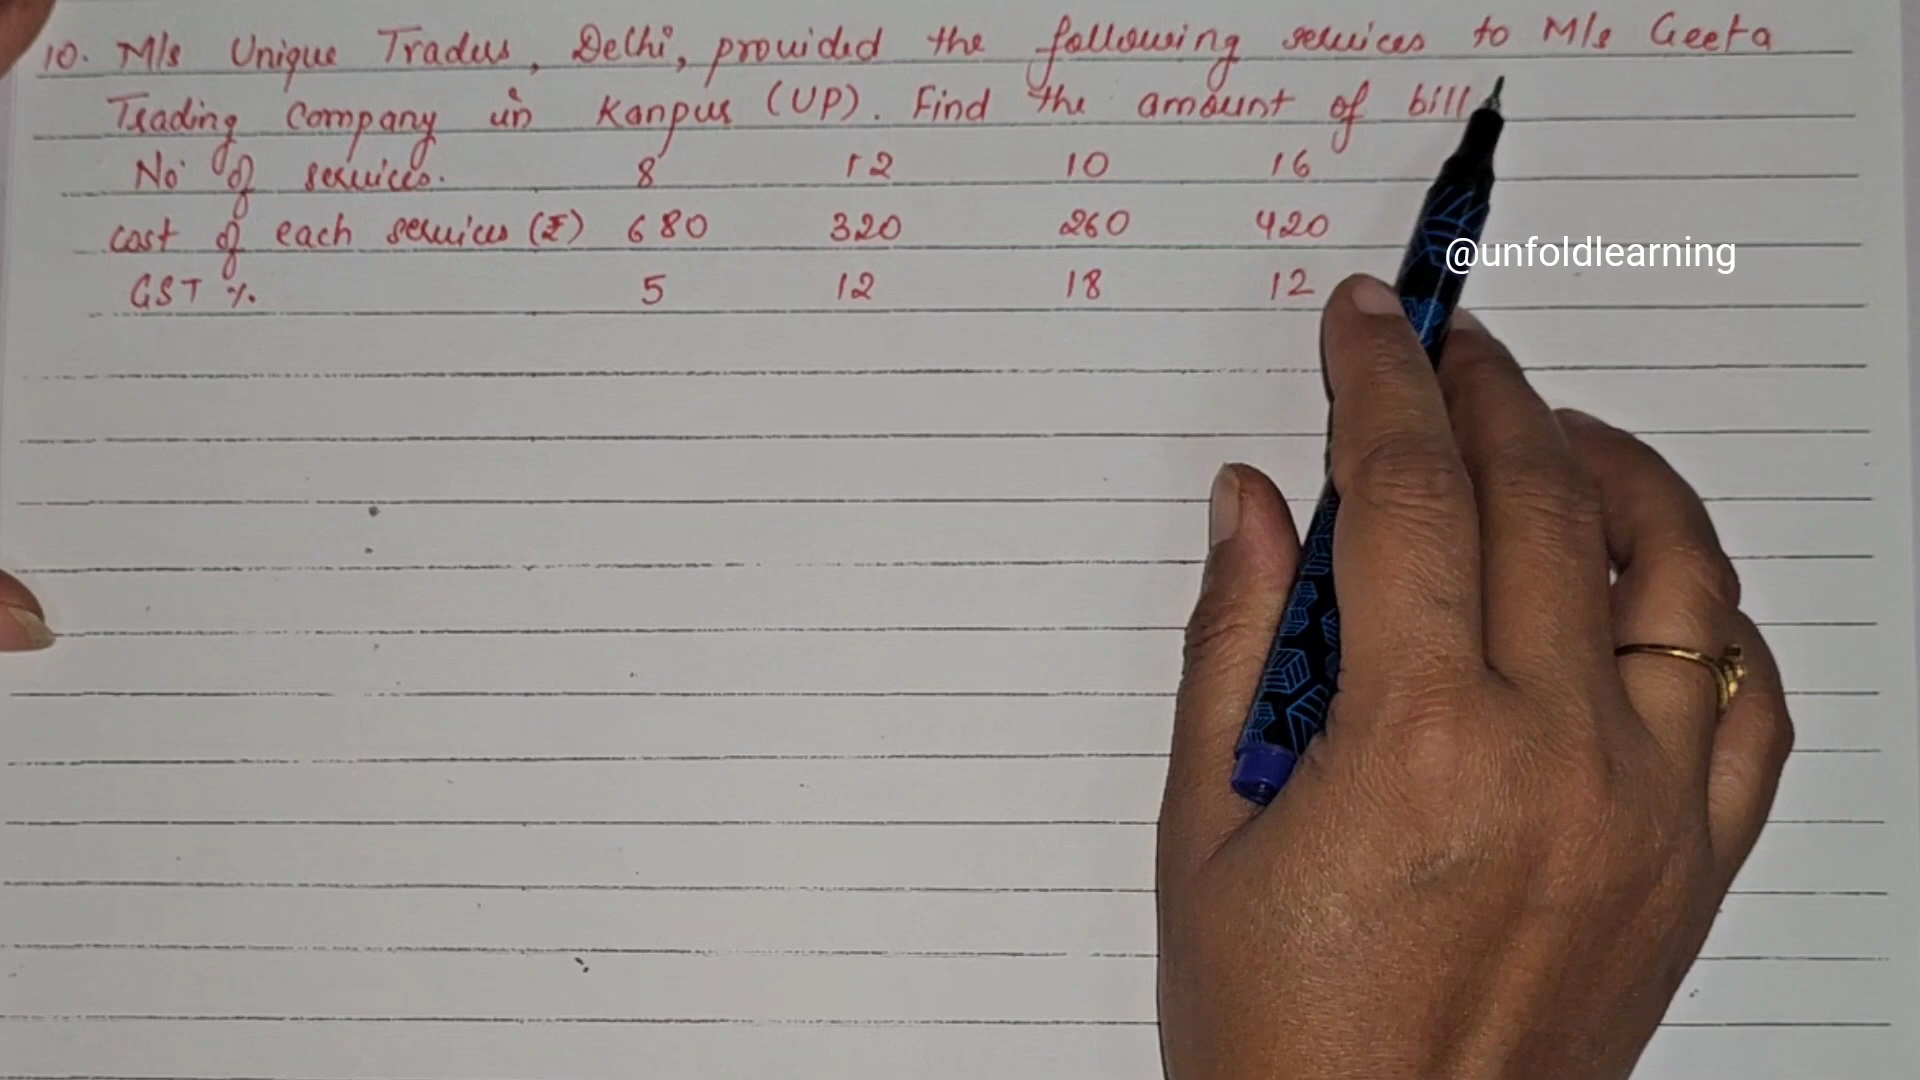 10. M/s Unique Traders, Delhi, provided the following services to M/s Geeta
Trading Company in Kanpur (UP). Find the amount of bill
No of services. 8 12 10 16
cost of each services (₹) 680 320 260 420
@unfoldlearning
GST %. 5 12 18 12